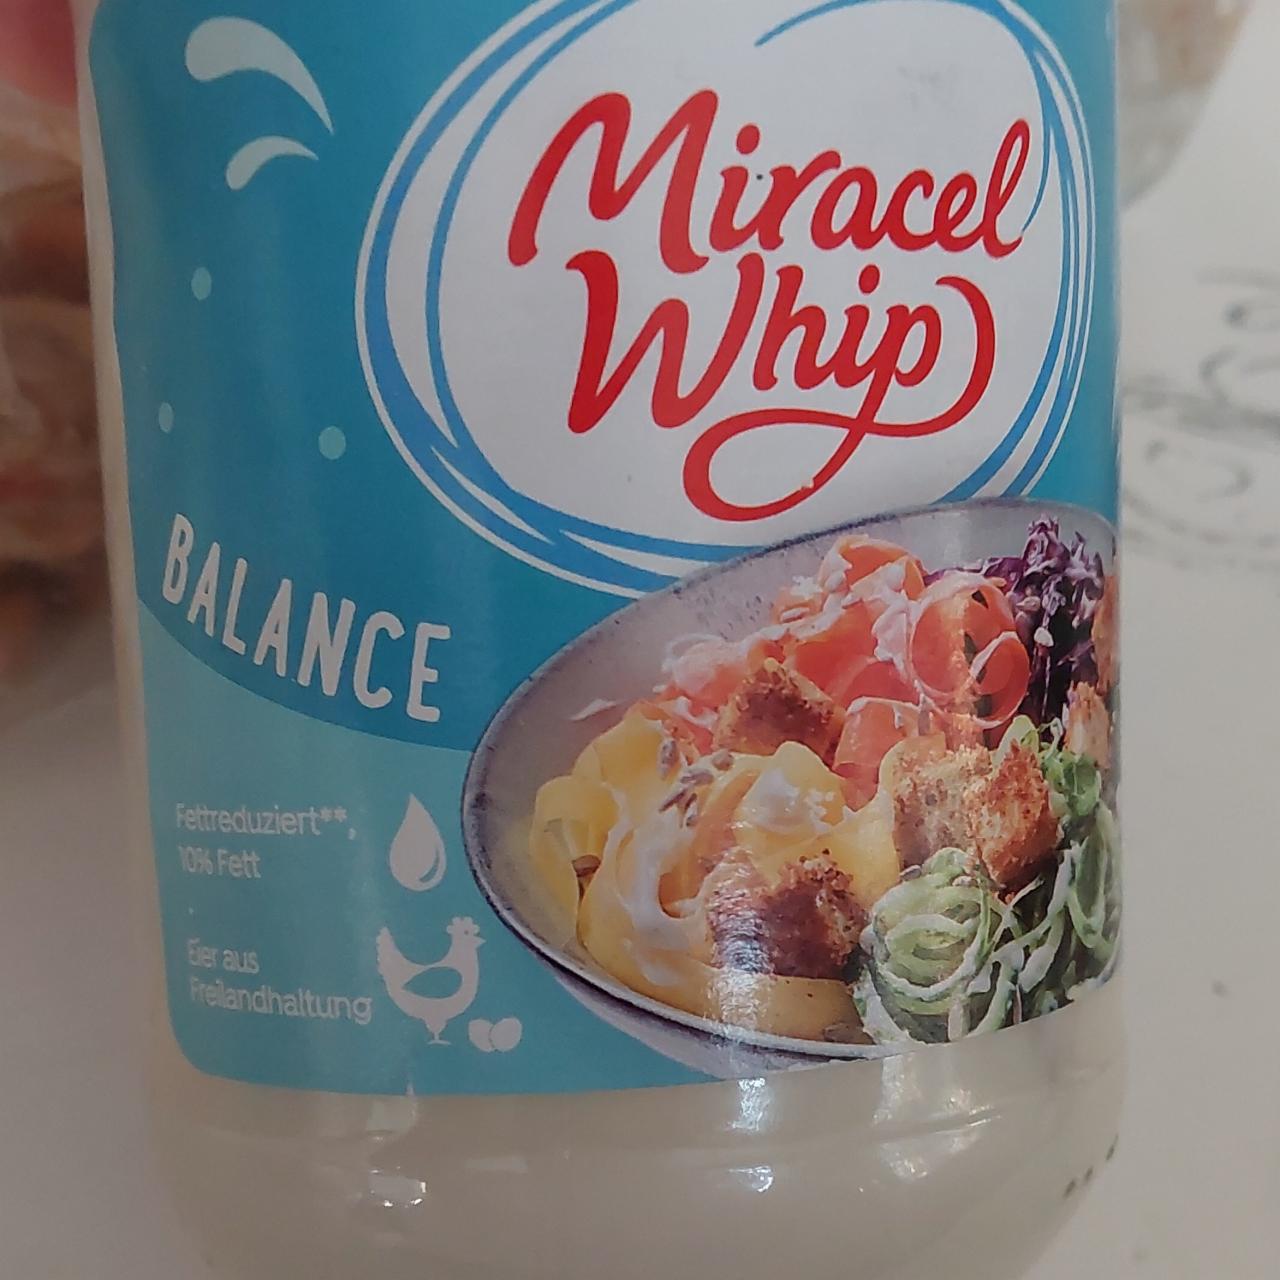 Miracel
Whip
BALANCE
Fettreduziert**,
10% Fett
Eier aus
Freilandhaltung